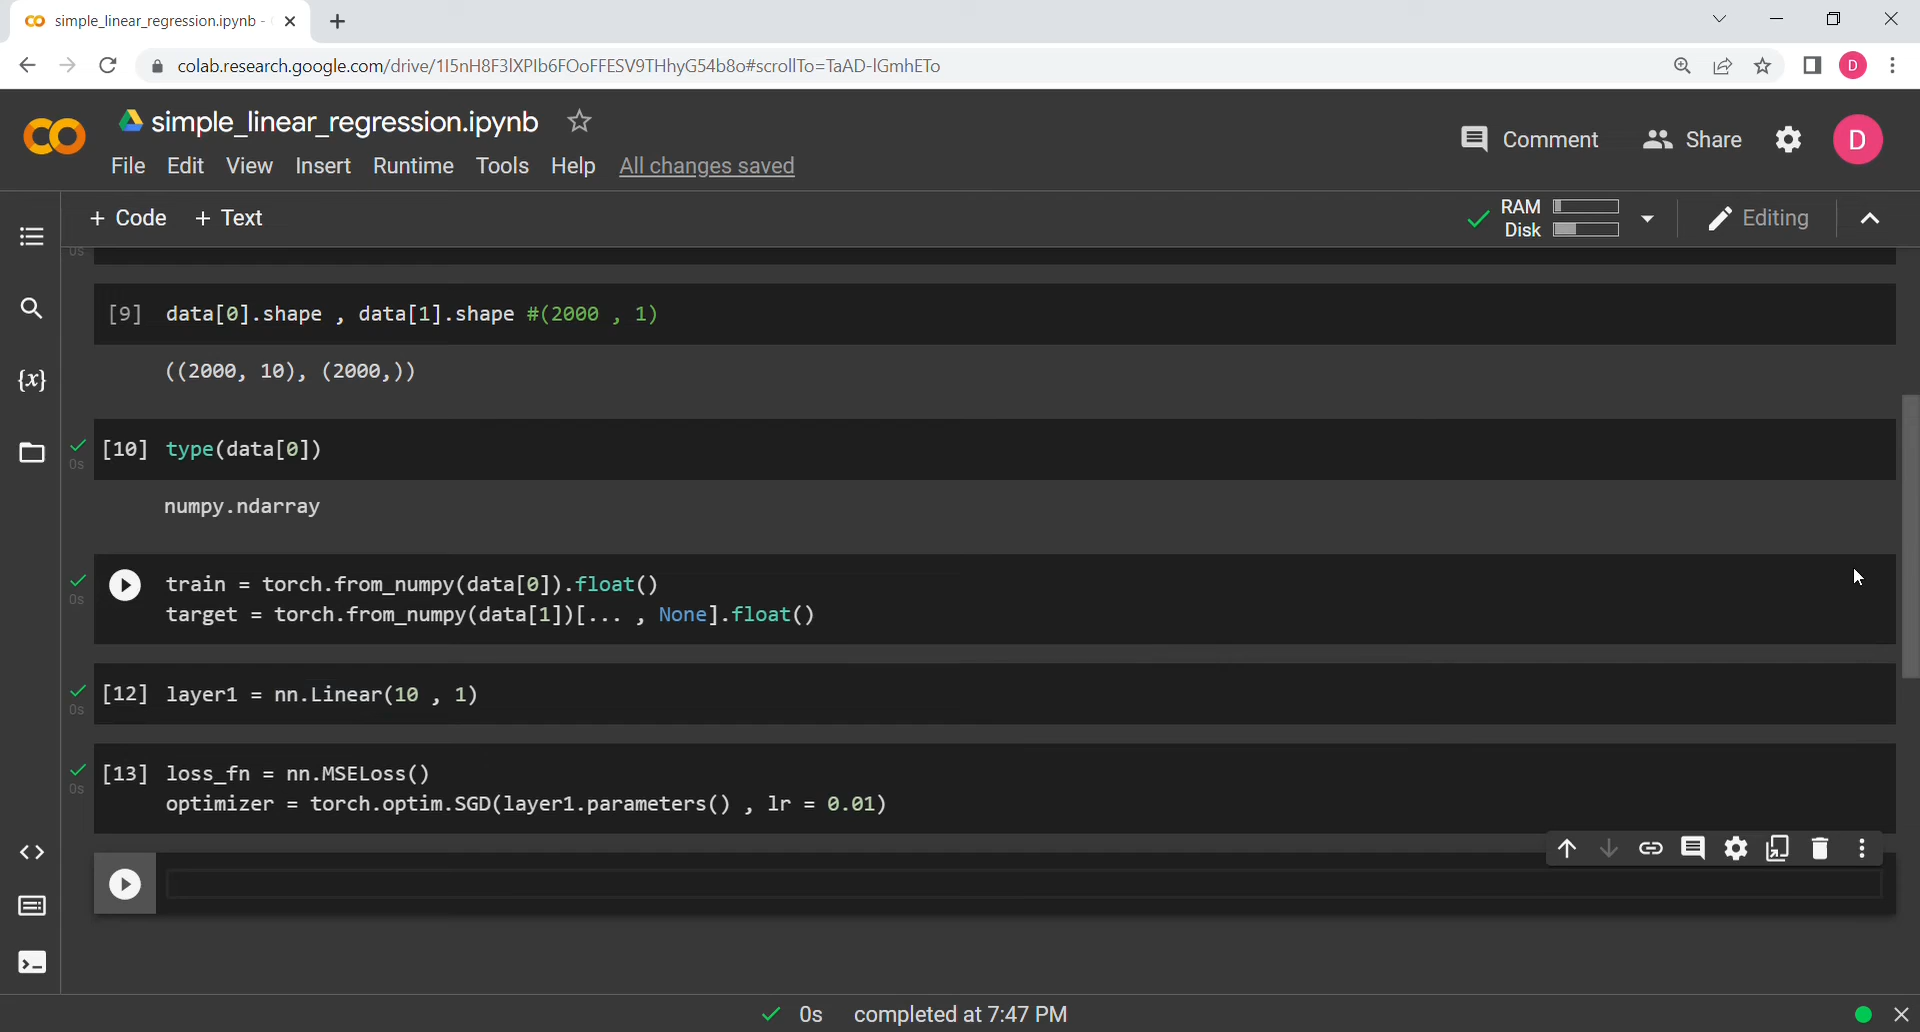 simple_linear_regression.ipynb -
colab.research.google.com/drive/1I5nH8F3lXPIb6FOoFFESV9THhyG54b8o#scrollTo=TaAD-lGmhETo
D
simple_linear_regression.ipynb
Comment
Share
D
File Edit View Insert Runtime Tools Help All changes saved
+ Code + Text
RAM
Disk
Editing
0s
[9] data[0].shape , data[1].shape #(2000 , 1)
((2000, 10), (2000,))
{x}
[10] type(data[0])
0s
numpy.ndarray
train = torch.from_numpy(data[0]).float()
0s
target = torch.from_numpy(data[1])[... , None].float()
[12] layer1 = nn.Linear(10 , 1)
0s
[13] loss_fn = nn.MSELoss()
0s
optimizer = torch.optim.SGD(layer1.parameters() , lr = 0.01)
0s completed at 7:47 PM